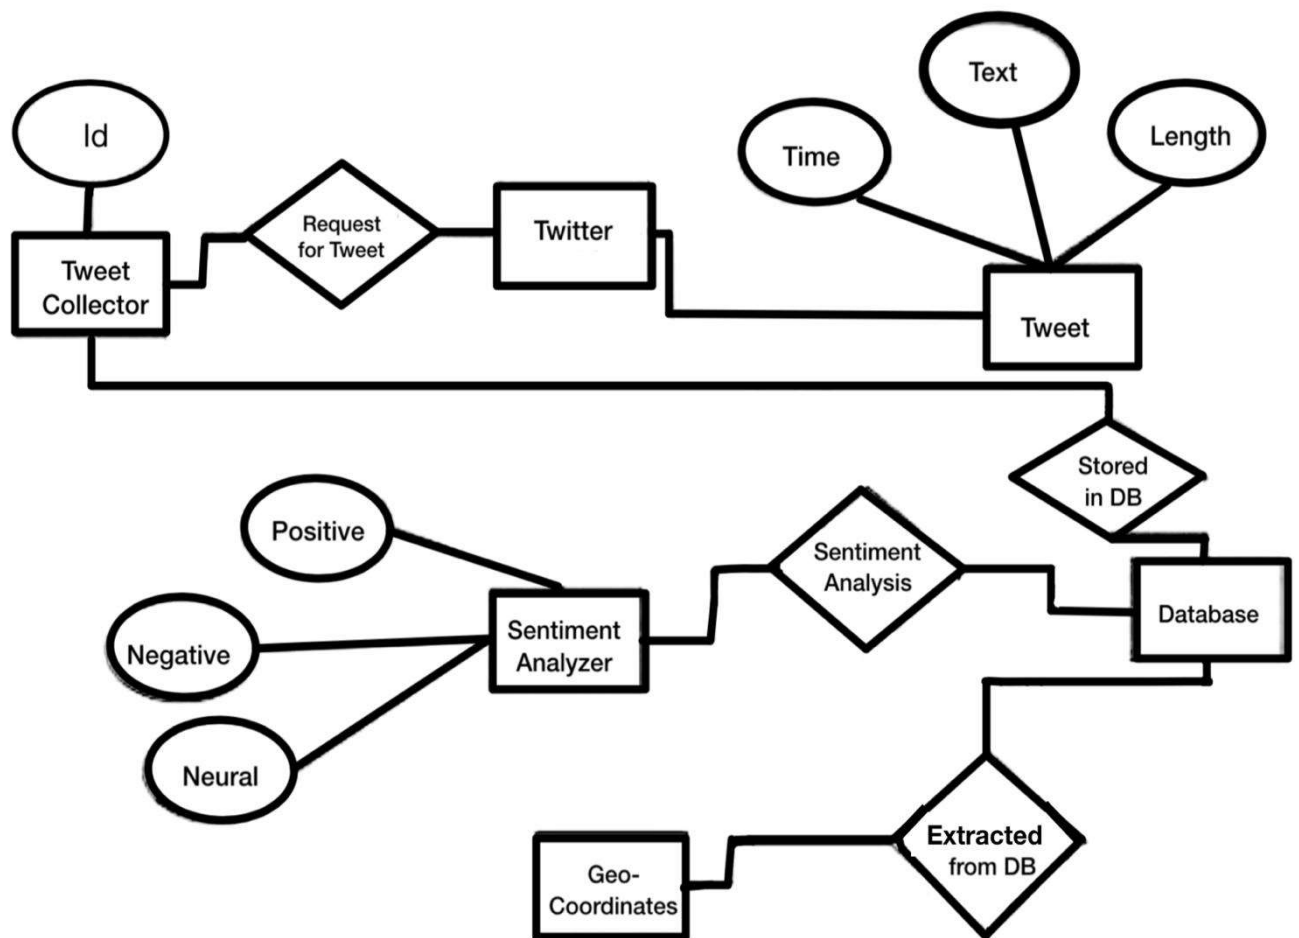 Text
Id
Time
Length
Request
for Tweet
Twitter
Tweet
Collector
Tweet
Stored
in DB
Positive
Sentiment
Analysis
Negative
Sentiment
Analyzer
Database
Neural
Extracted
from DB
Geo-
Coordinates